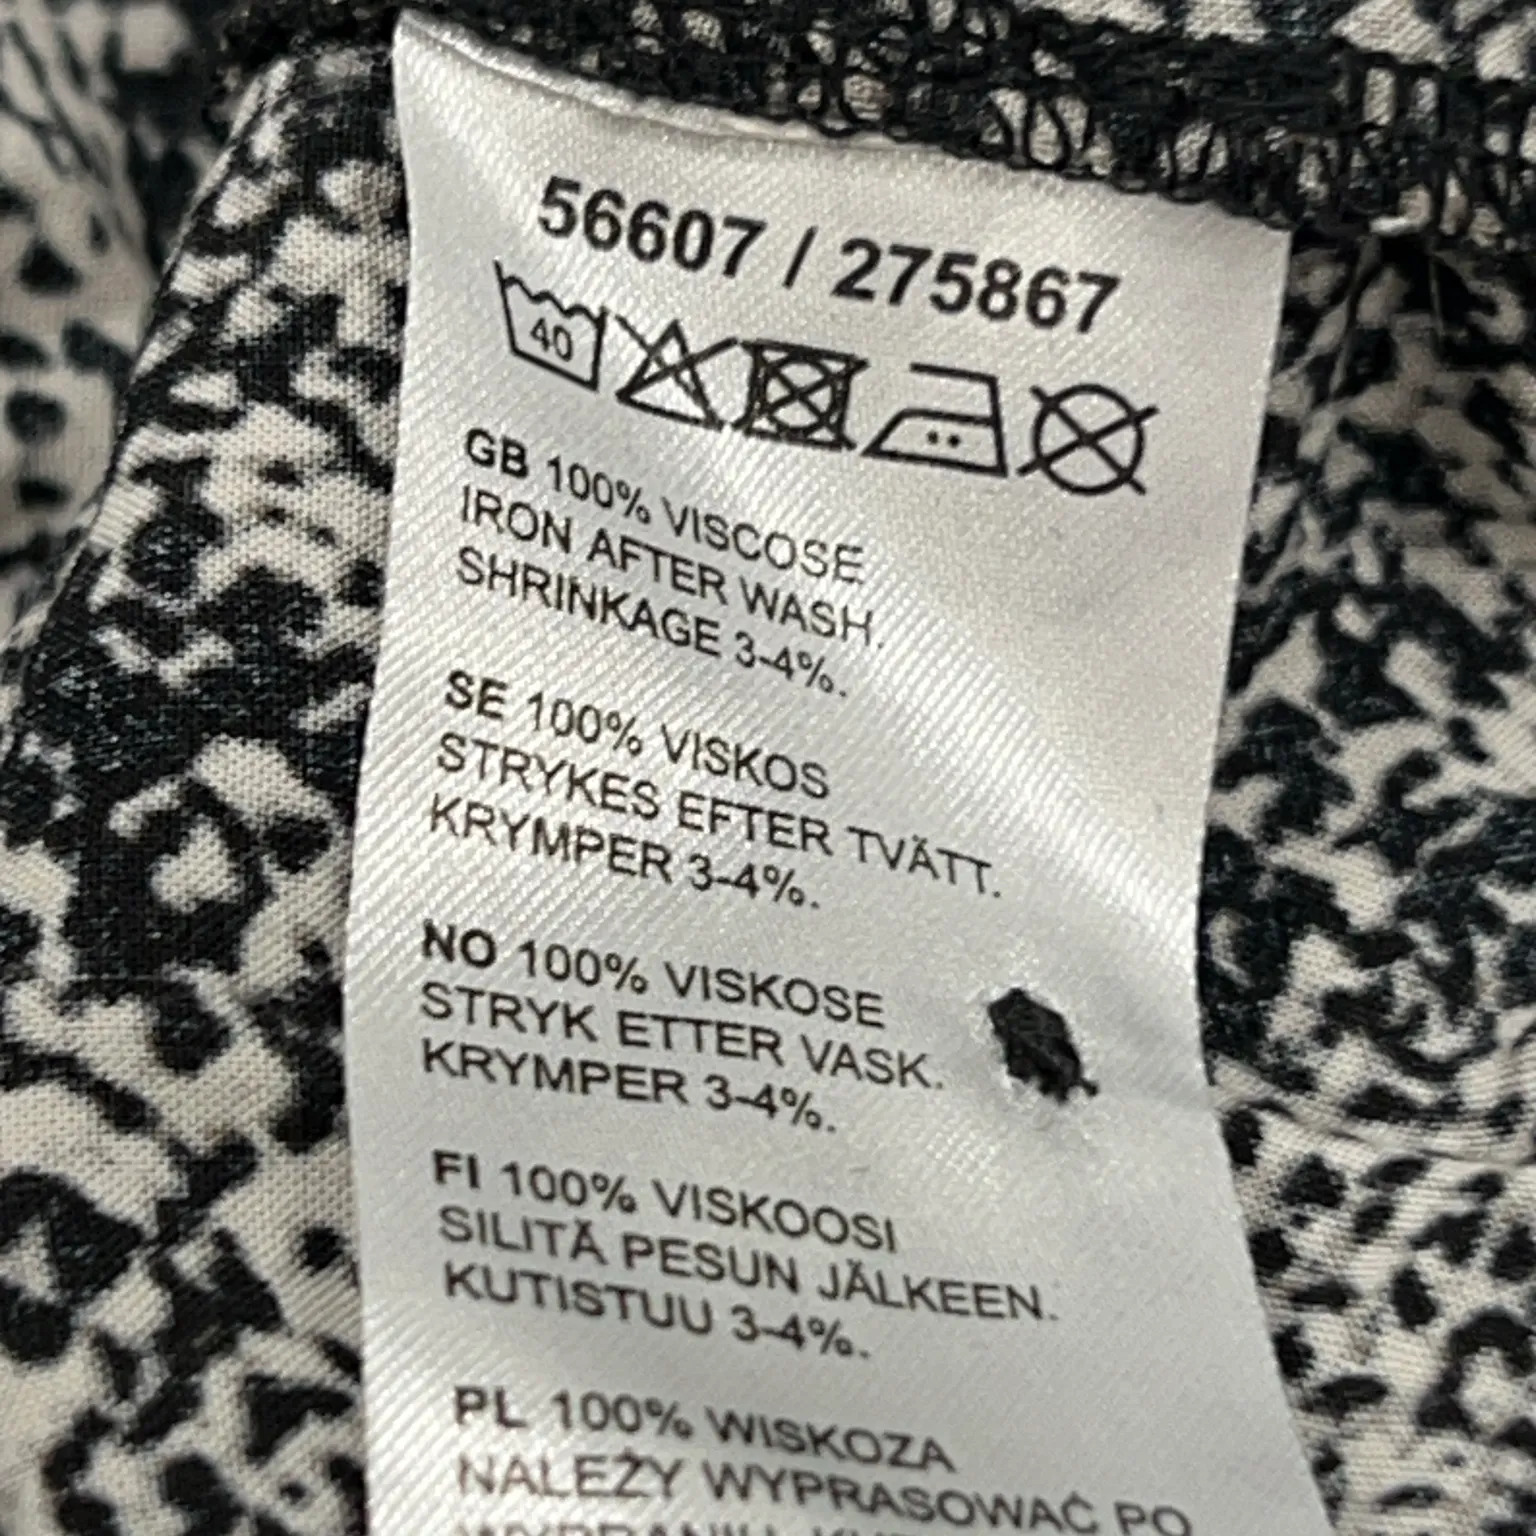 56607 / 275867
40
GB 100% VISCOSE
IRON AFTER WASH.
SHRINKAGE 3-4%.
SE 100% VISKOS
STRYKES EFTER TVÄTT.
KRYMPER 3-4%.
NO 100% VISKOSE
STRYK ETTER VASK.
KRYMPER 3-4%.
FI 100% VISKOOSI
SILITÄ PESUN JÄLKEEN.
KUTISTUU 3-4%.
PL 100% WISKOZA
NALEŻY WYPRASOWAĆ PO